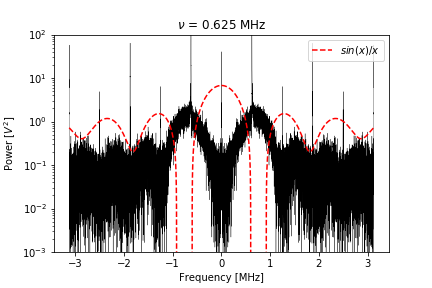 ν = 0.625 MHz
sin(x)/x
Power [V²]
10²
10¹
10⁰
10⁻¹
10⁻²
10⁻³
−3 −2 −1 0 1 2 3
Frequency [MHz]